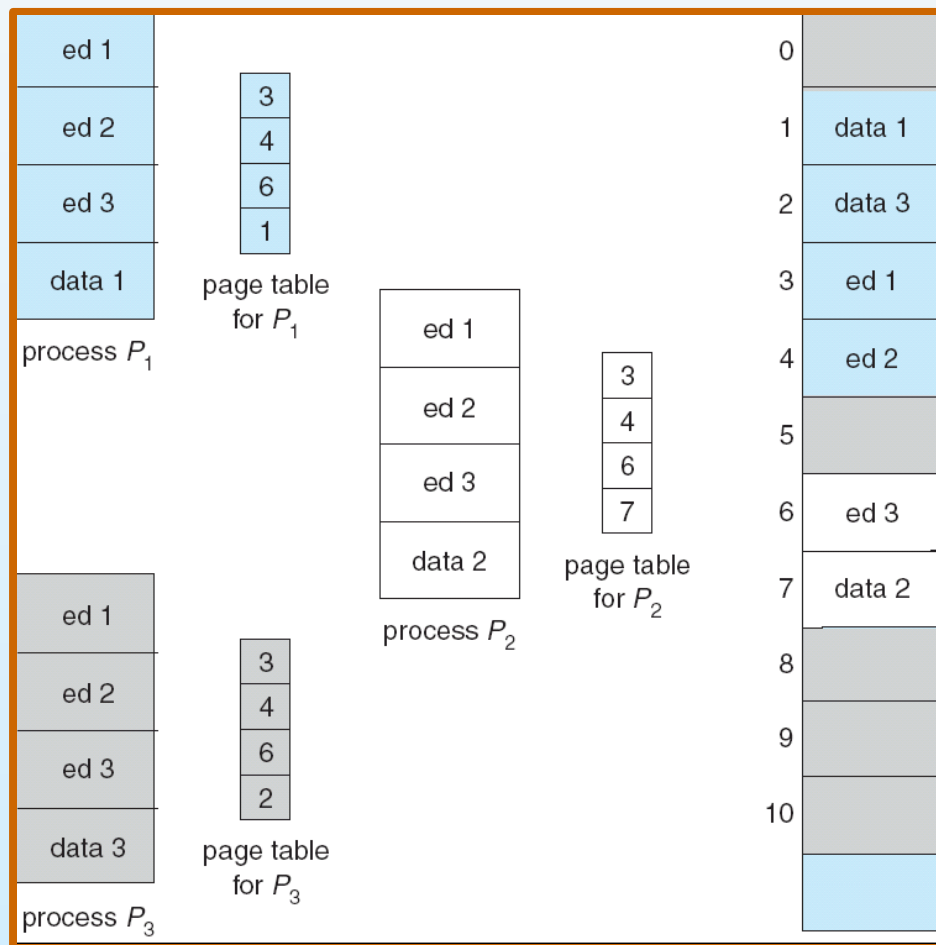 ed 1
ed 2
ed 3
data 1
process P1
3
4
6
1
page table
for P1
ed 1
ed 2
ed 3
data 2
process P2
3
4
6
7
page table
for P2
ed 1
ed 2
ed 3
data 3
process P3
3
4
6
2
page table
for P3
0
1 data 1
2 data 3
3 ed 1
4 ed 2
5
6 ed 3
7 data 2
8
9
10